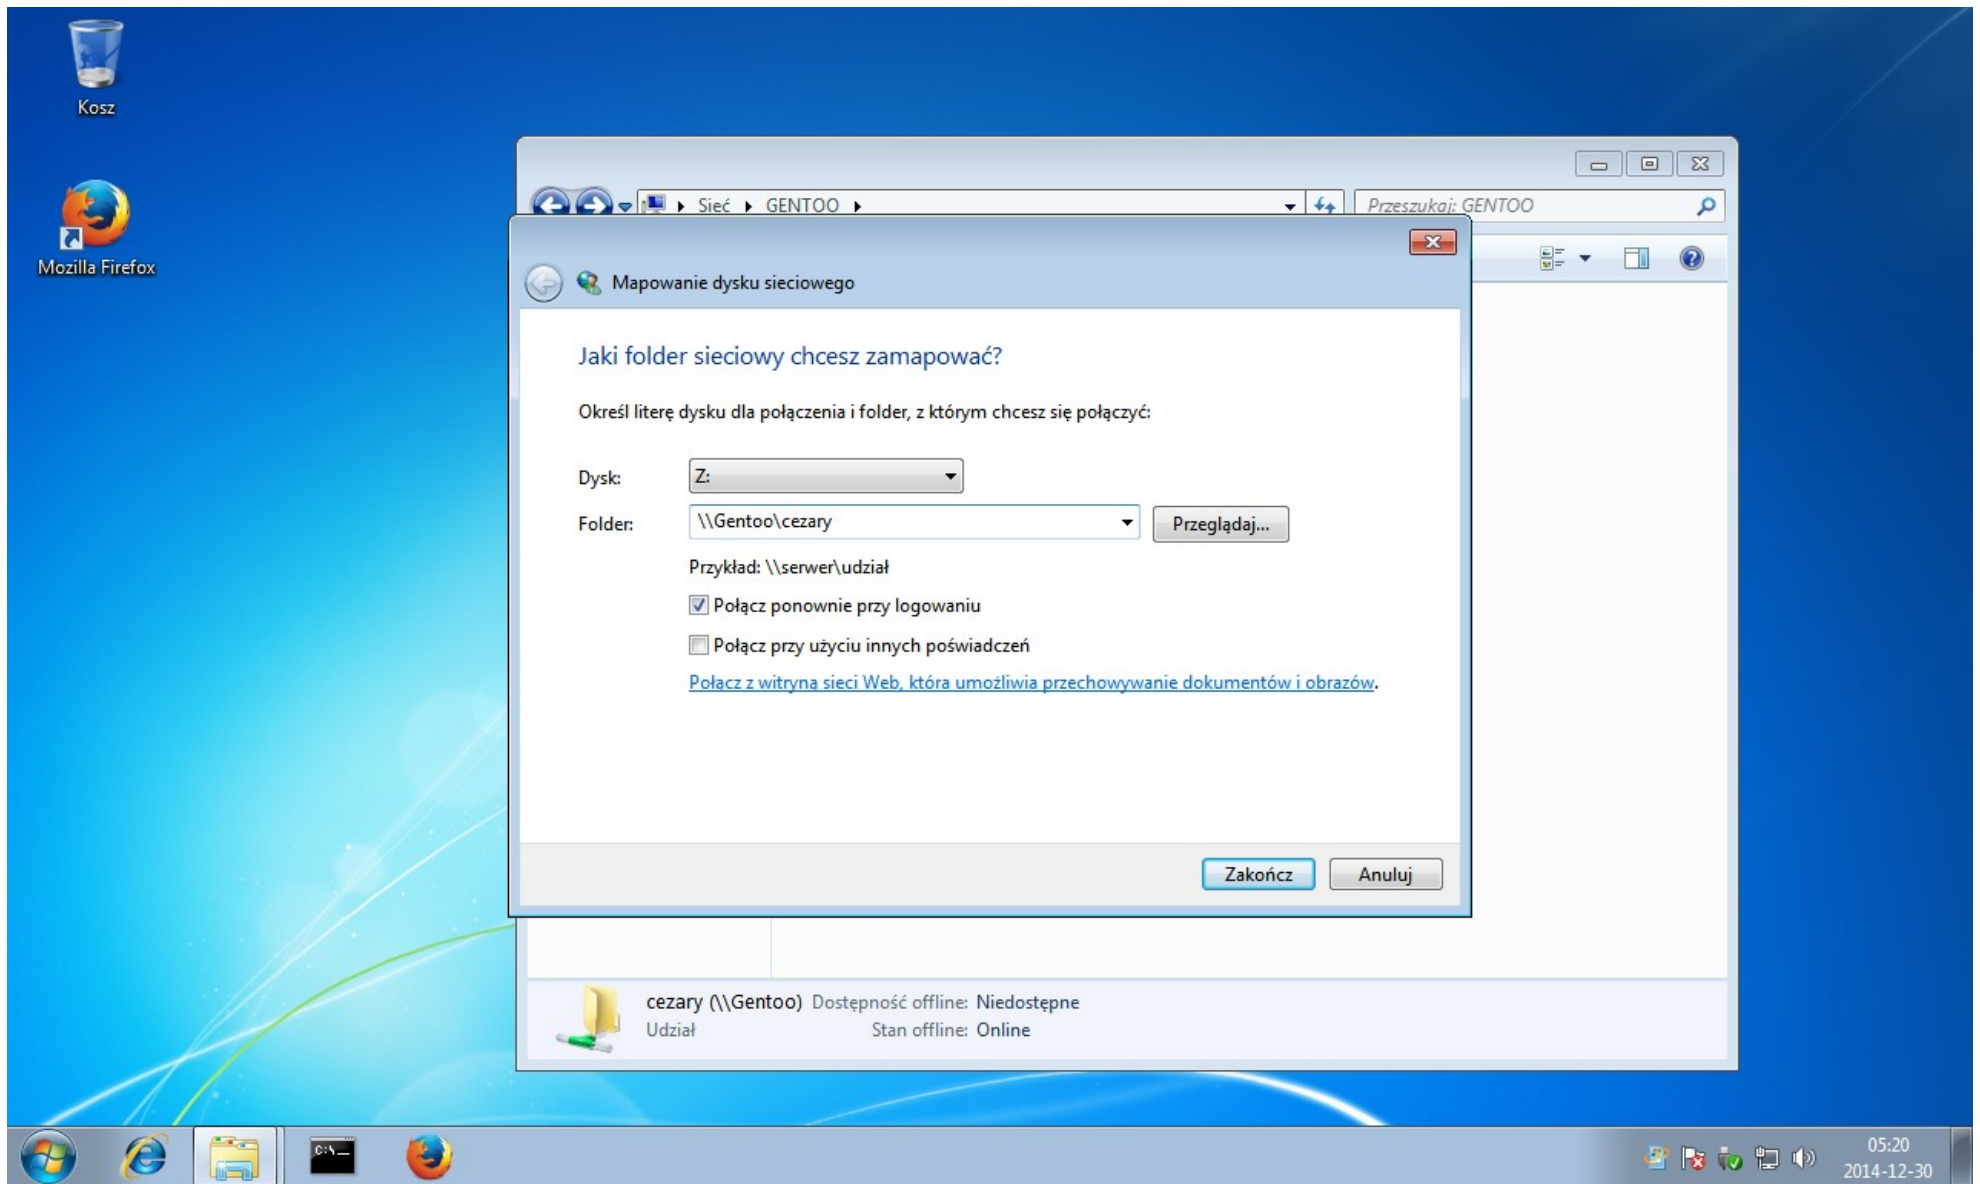 Kosz
Mozilla Firefox
Sieć GENTOO
Przeszukaj: GENTOO
Mapowanie dysku sieciowego
Jaki folder sieciowy chcesz zamapować?
Określ literę dysku dla połączenia i folder, z którym chcesz się połączyć:
Dysk: Z:
Folder: \\Gentoo\cezary Przeglądaj...
Przykład: \\serwer\udział
Połącz ponownie przy logowaniu
Połącz przy użyciu innych poświadczeń
Połącz z witryną sieci Web, która umożliwia przechowywanie dokumentów i obrazów.
Zakończ Anuluj
cezary (\\Gentoo) Dostępność offline: Niedostępne
Udział Stan offline: Online
C:\_
05:20
2014-12-30